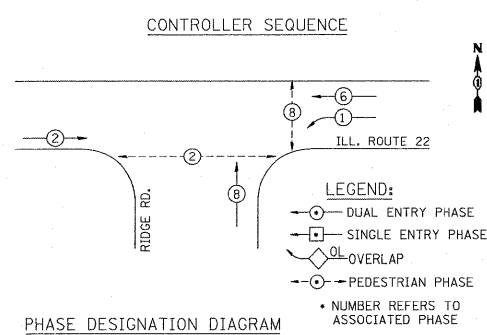 CONTROLLER SEQUENCE
N
6
8
1
2
ILL. ROUTE 22
2
8
RIDGE RD.
LEGEND:
DUAL ENTRY PHASE
SINGLE ENTRY PHASE
OL OVERLAP
PEDESTRIAN PHASE
* NUMBER REFERS TO
ASSOCIATED PHASE
PHASE DESIGNATION DIAGRAM